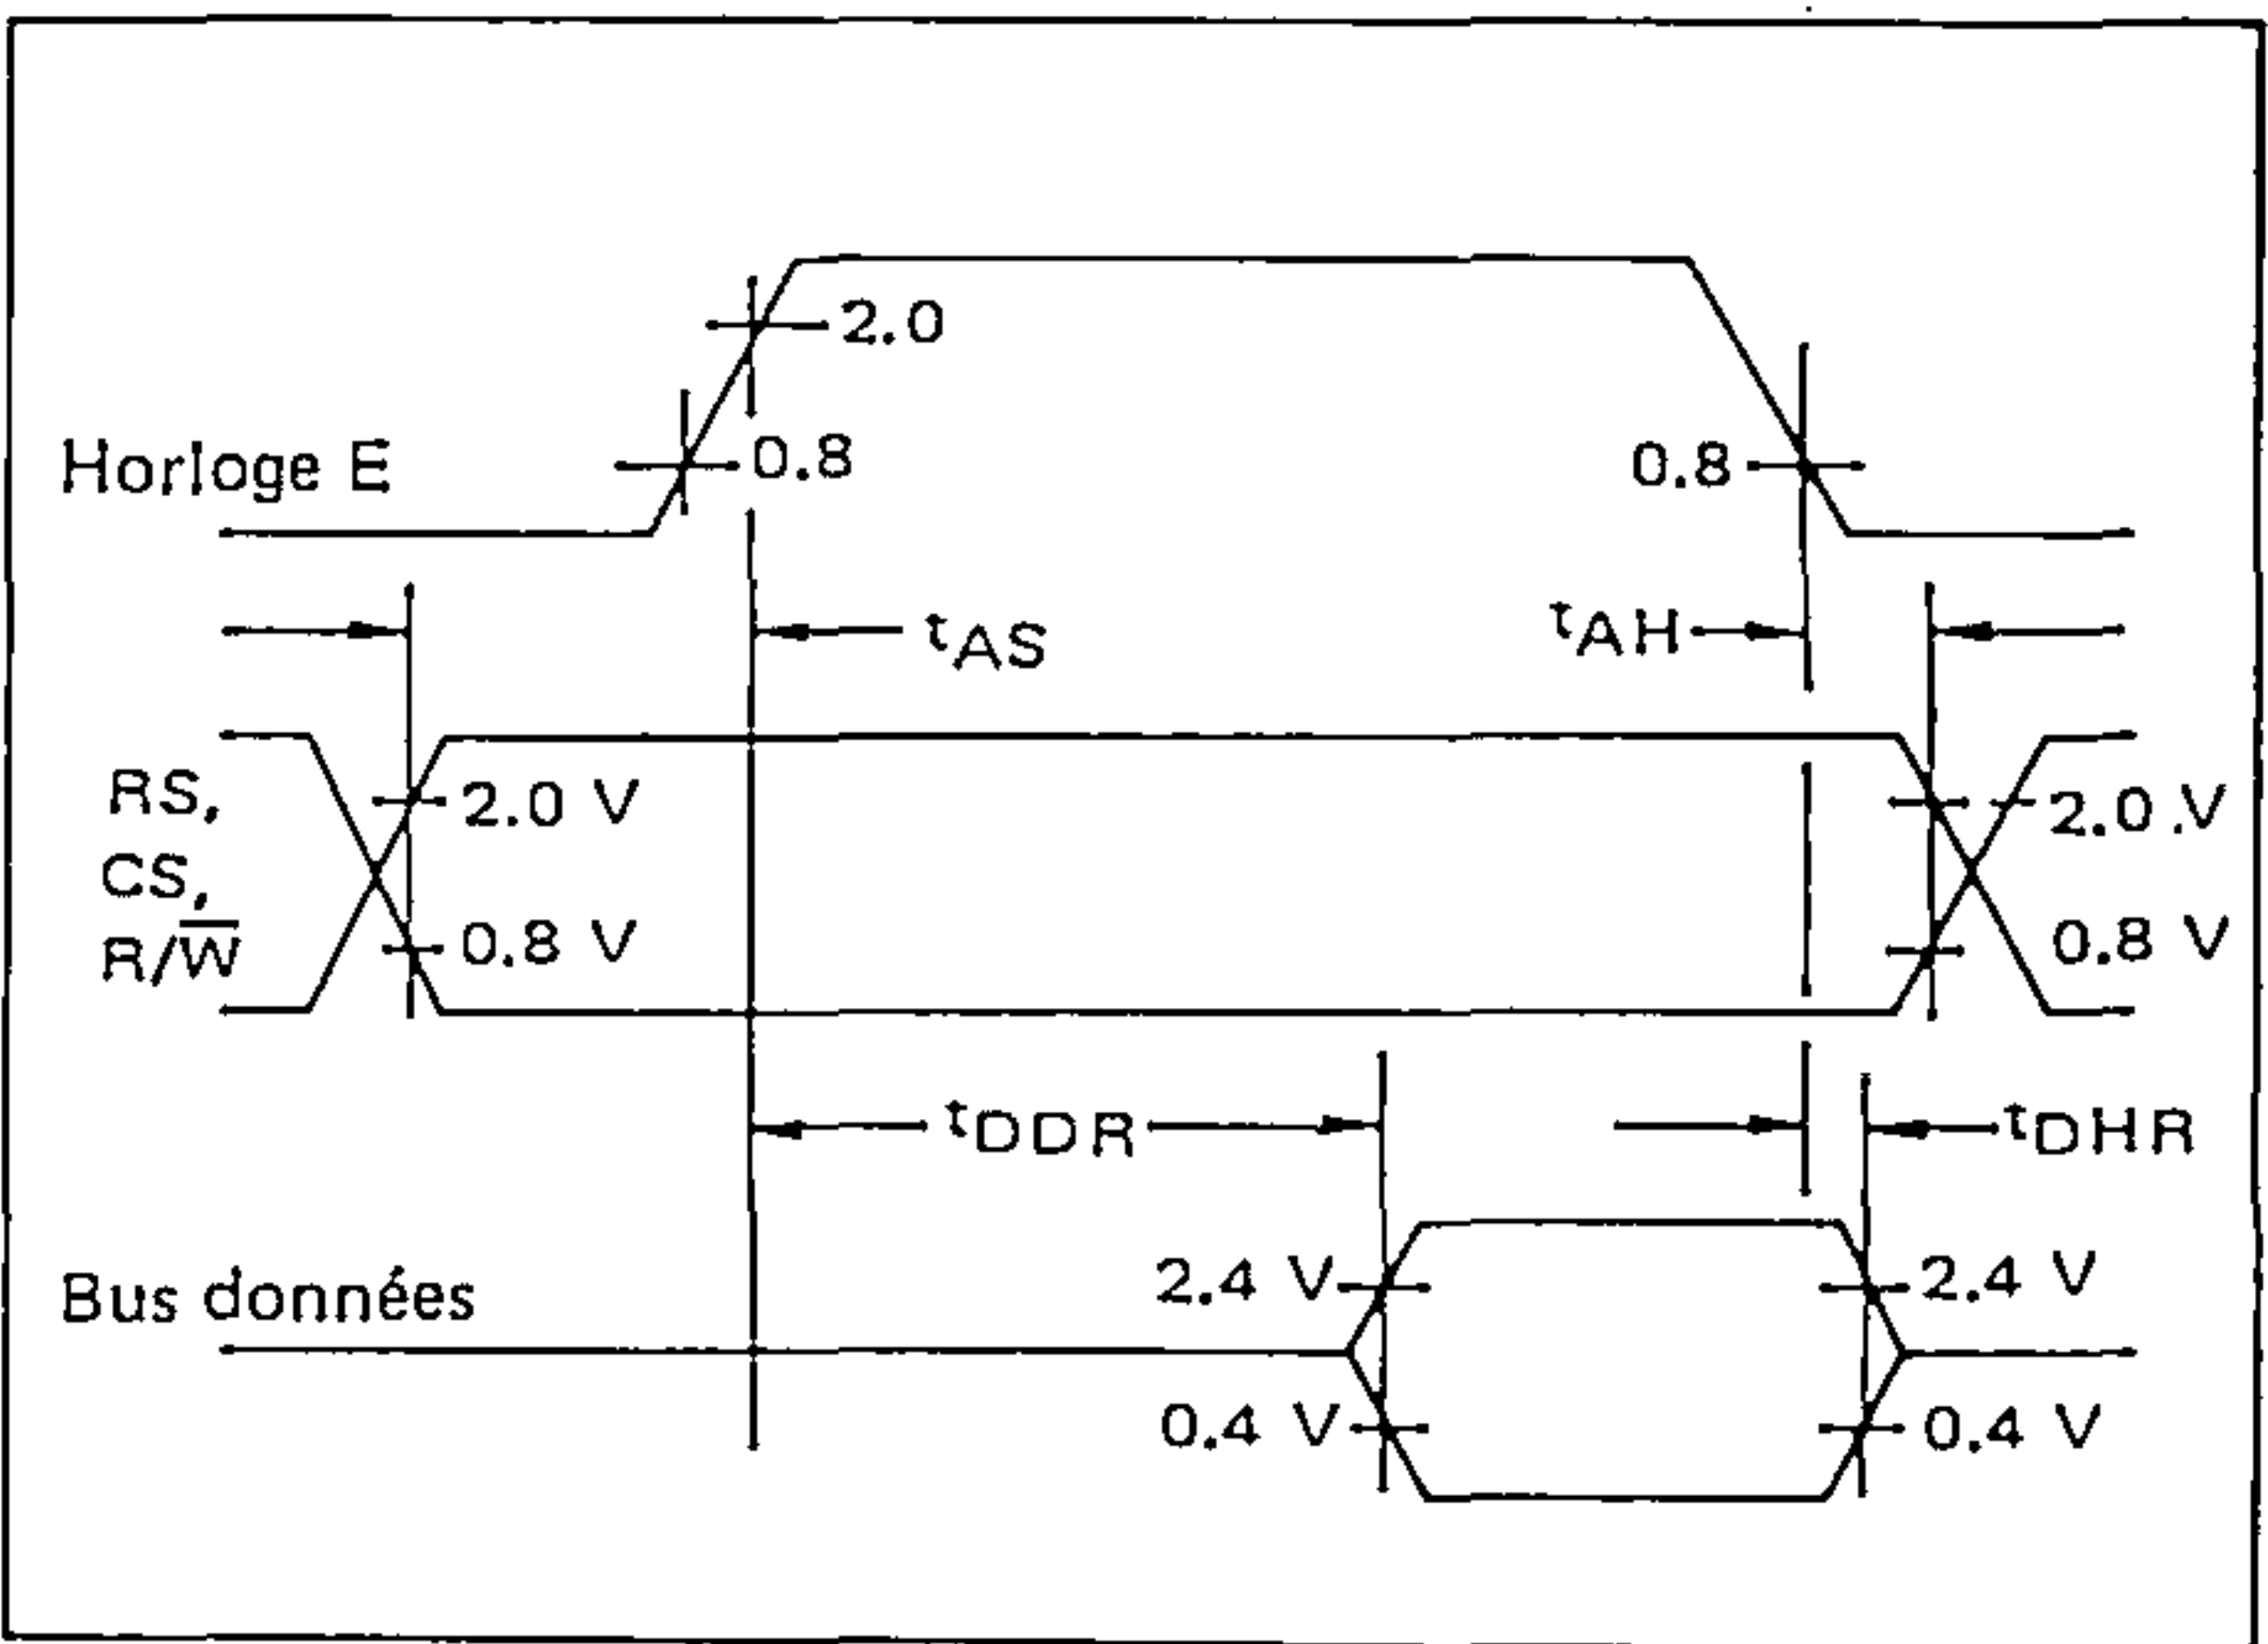 2.0
Horloge E
0.8
0.8
tAS
tAH
RS,
CS,
R/W̅
2.0 V
0.8 V
2.0 .V
0.8 V
tDDR
tDHR
Bus données
2.4 V
2.4 V
0.4 V
0.4 V